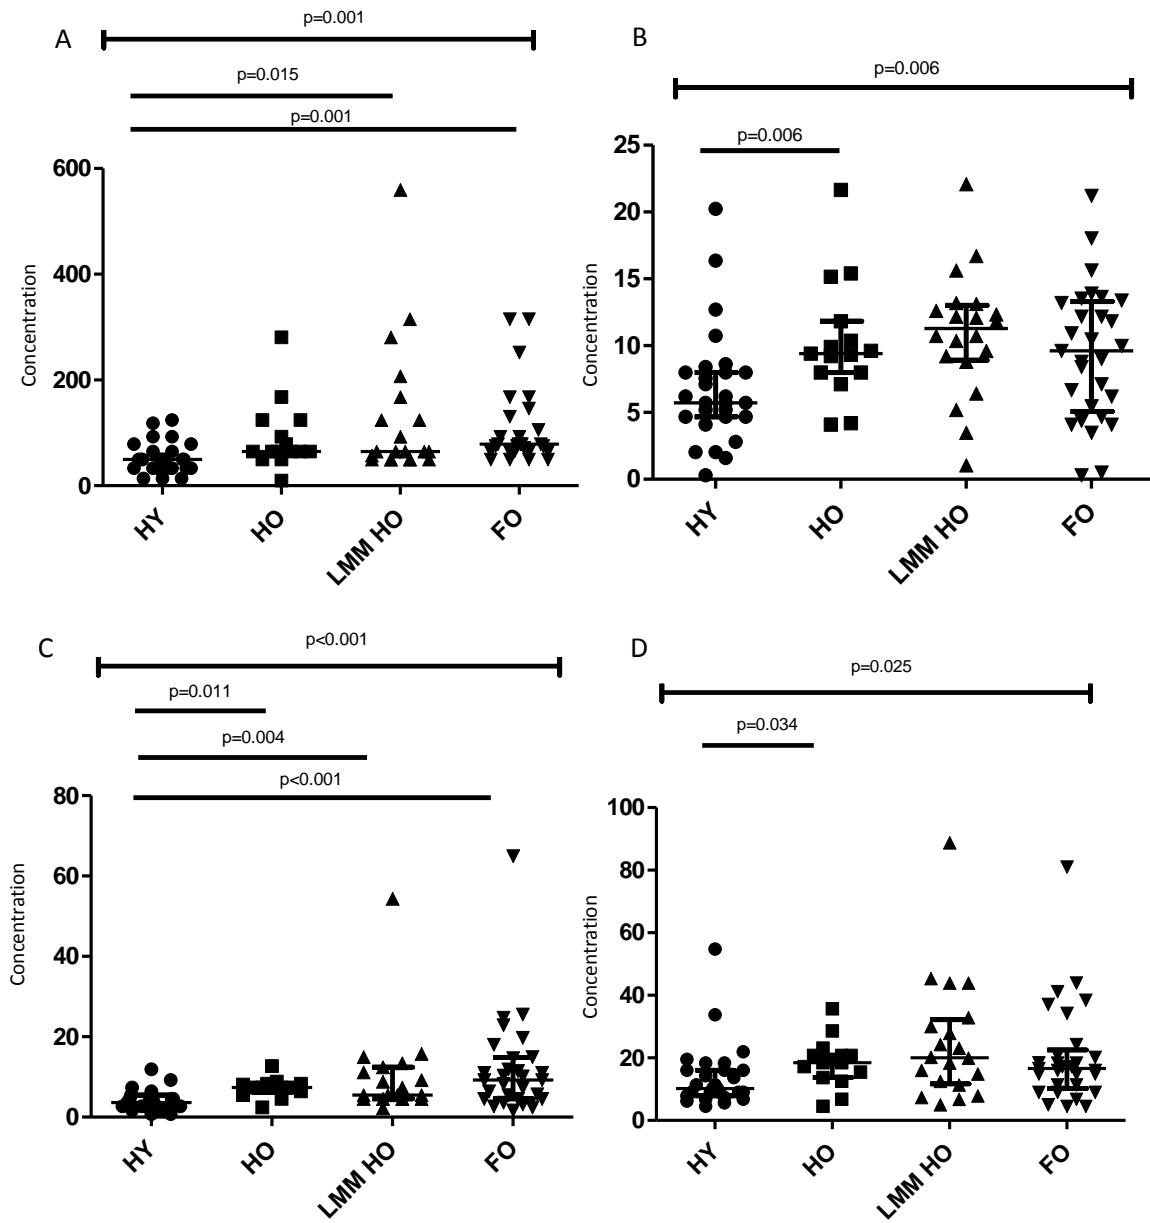 A
p=0.001
p=0.015
p=0.001
600
400
200
0
Concentration
HY
HO
LMM HO
FO
B
p=0.006
p=0.006
25
20
15
10
5
0
Concentration
HY
HO
LMM HO
FO
C
p<0.001
p=0.011
p=0.004
p<0.001
80
60
40
20
0
Concentration
HY
HO
LMM HO
FO
D
p=0.025
p=0.034
100
80
60
40
20
0
Concentration
HY
HO
LMM HO
FO